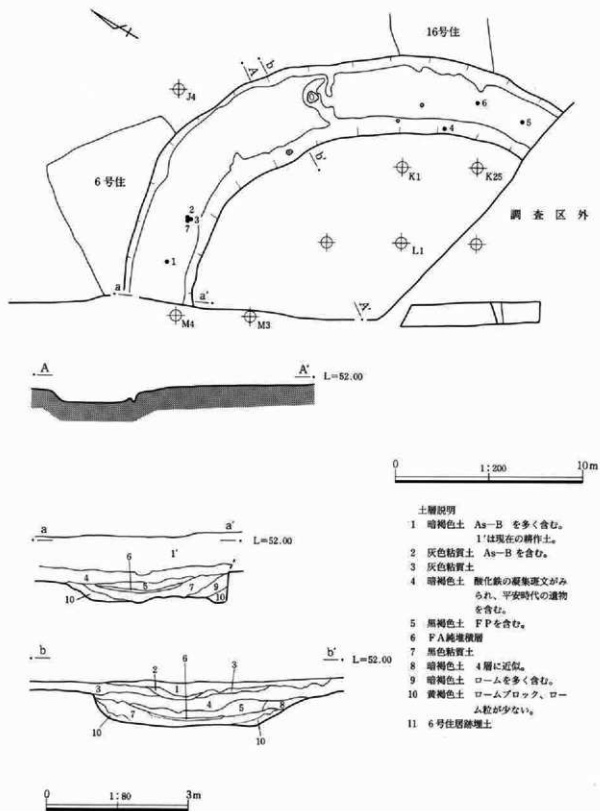 16号住
A
b
J4
6
5
4
6号住
b'
K1
K25
2
3
7
調査区外
L1
1
a
a'
A'
M4
M3
A
A'
L=52.00
0
1:200
10m
a
a'
L=52.00
6
1'
4
5
7
9
10
10
b
b'
L=52.00
2
6
3
3
1
4
5
8
7
10
10
0
1:80
3m
土層説明
1 暗褐色土 As—B を多く含む。
1'は現在の耕作土。
2 灰色粘質土 As—B を含む。
3 灰色粘質土
4 暗褐色土 酸化鉄の凝集斑文がみ
られ、平安時代の遺物
を含む。
5 黒褐色土 FPを含む。
6 FA純堆積層
7 黒色粘質土
8 暗褐色土 4層に近似。
9 暗褐色土 ロームを多く含む。
10 黄褐色土 ロームブロック、ロー
ム粒が少ない。
11 6号住居跡埋土